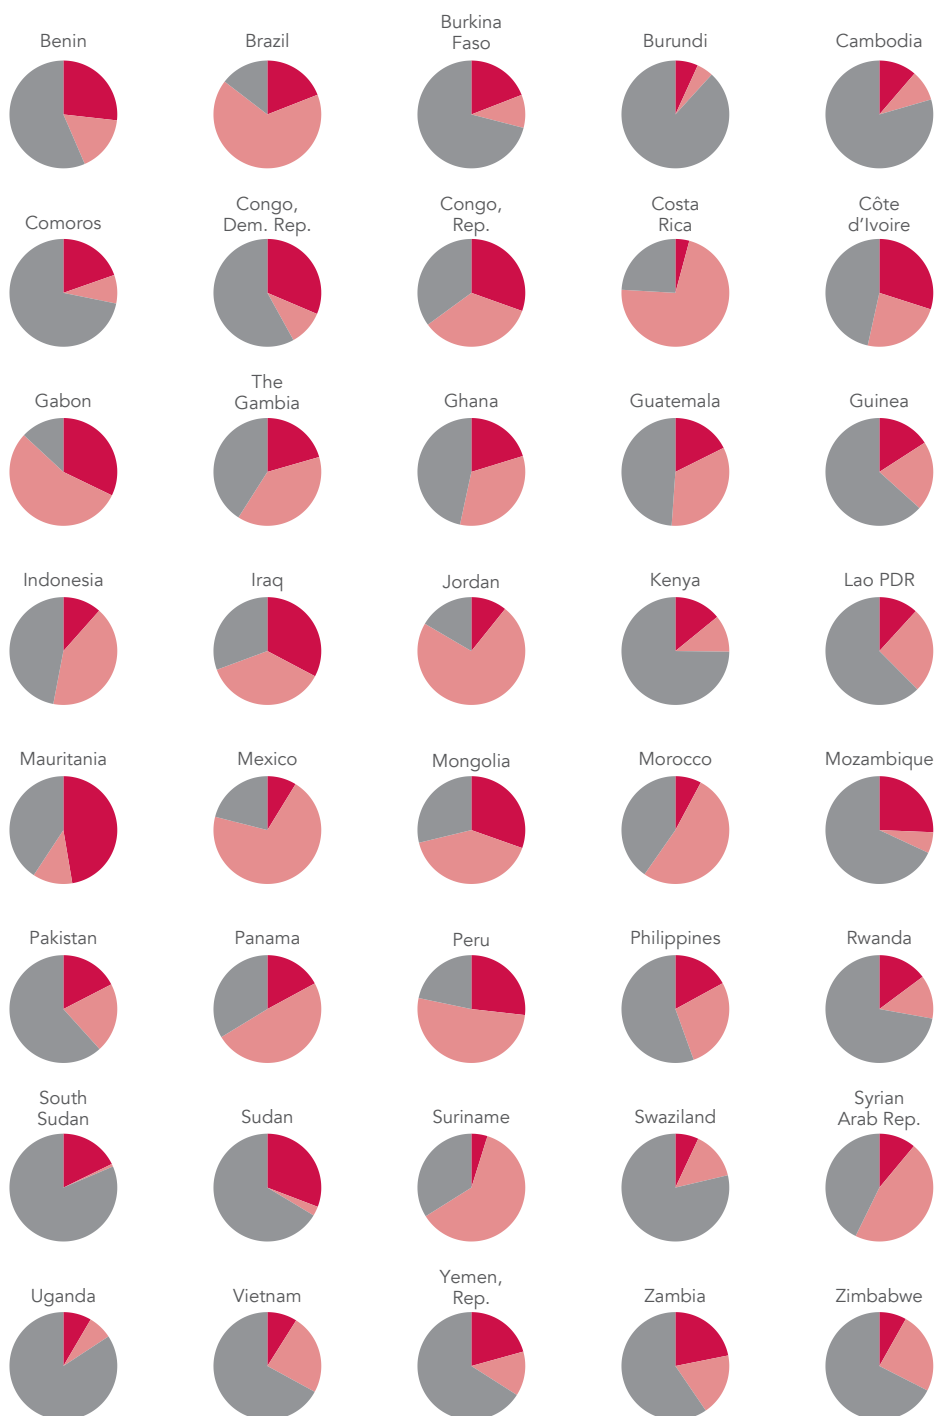 Benin
Brazil
Burkina
Faso
Burundi
Cambodia
Comoros
Congo,
Dem. Rep.
Congo,
Rep.
Costa
Rica
Côte
d’Ivoire
Gabon
The
Gambia
Ghana
Guatemala
Guinea
Indonesia
Iraq
Jordan
Kenya
Lao PDR
Mauritania
Mexico
Mongolia
Morocco
Mozambique
Pakistan
Panama
Peru
Philippines
Rwanda
South
Sudan
Sudan
Suriname
Swaziland
Syrian
Arab Rep.
Uganda
Vietnam
Yemen,
Rep.
Zambia
Zimbabwe